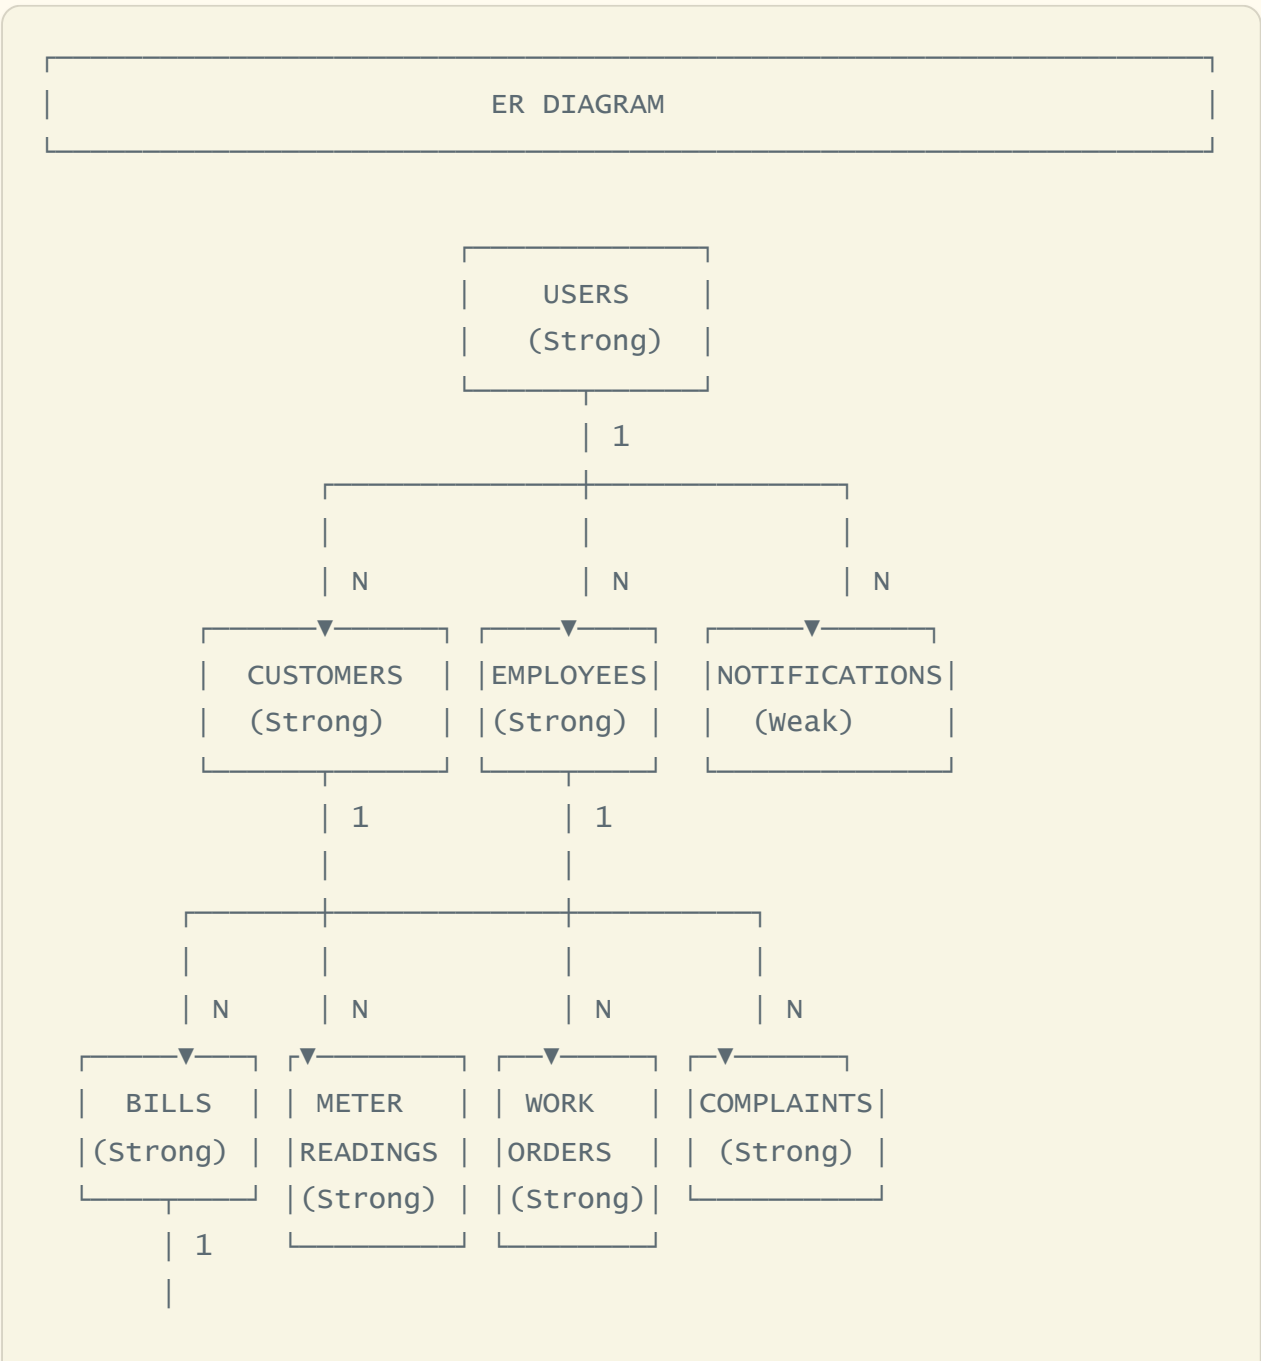 ER DIAGRAM
USERS
(Strong)
1
N N N
CUSTOMERS EMPLOYEES NOTIFICATIONS
(Strong) (Strong) (Weak)
1 1
N N N N
BILLS METER WORK COMPLAINTS
(Strong) READINGS ORDERS (Strong)
(Strong) (Strong)
1